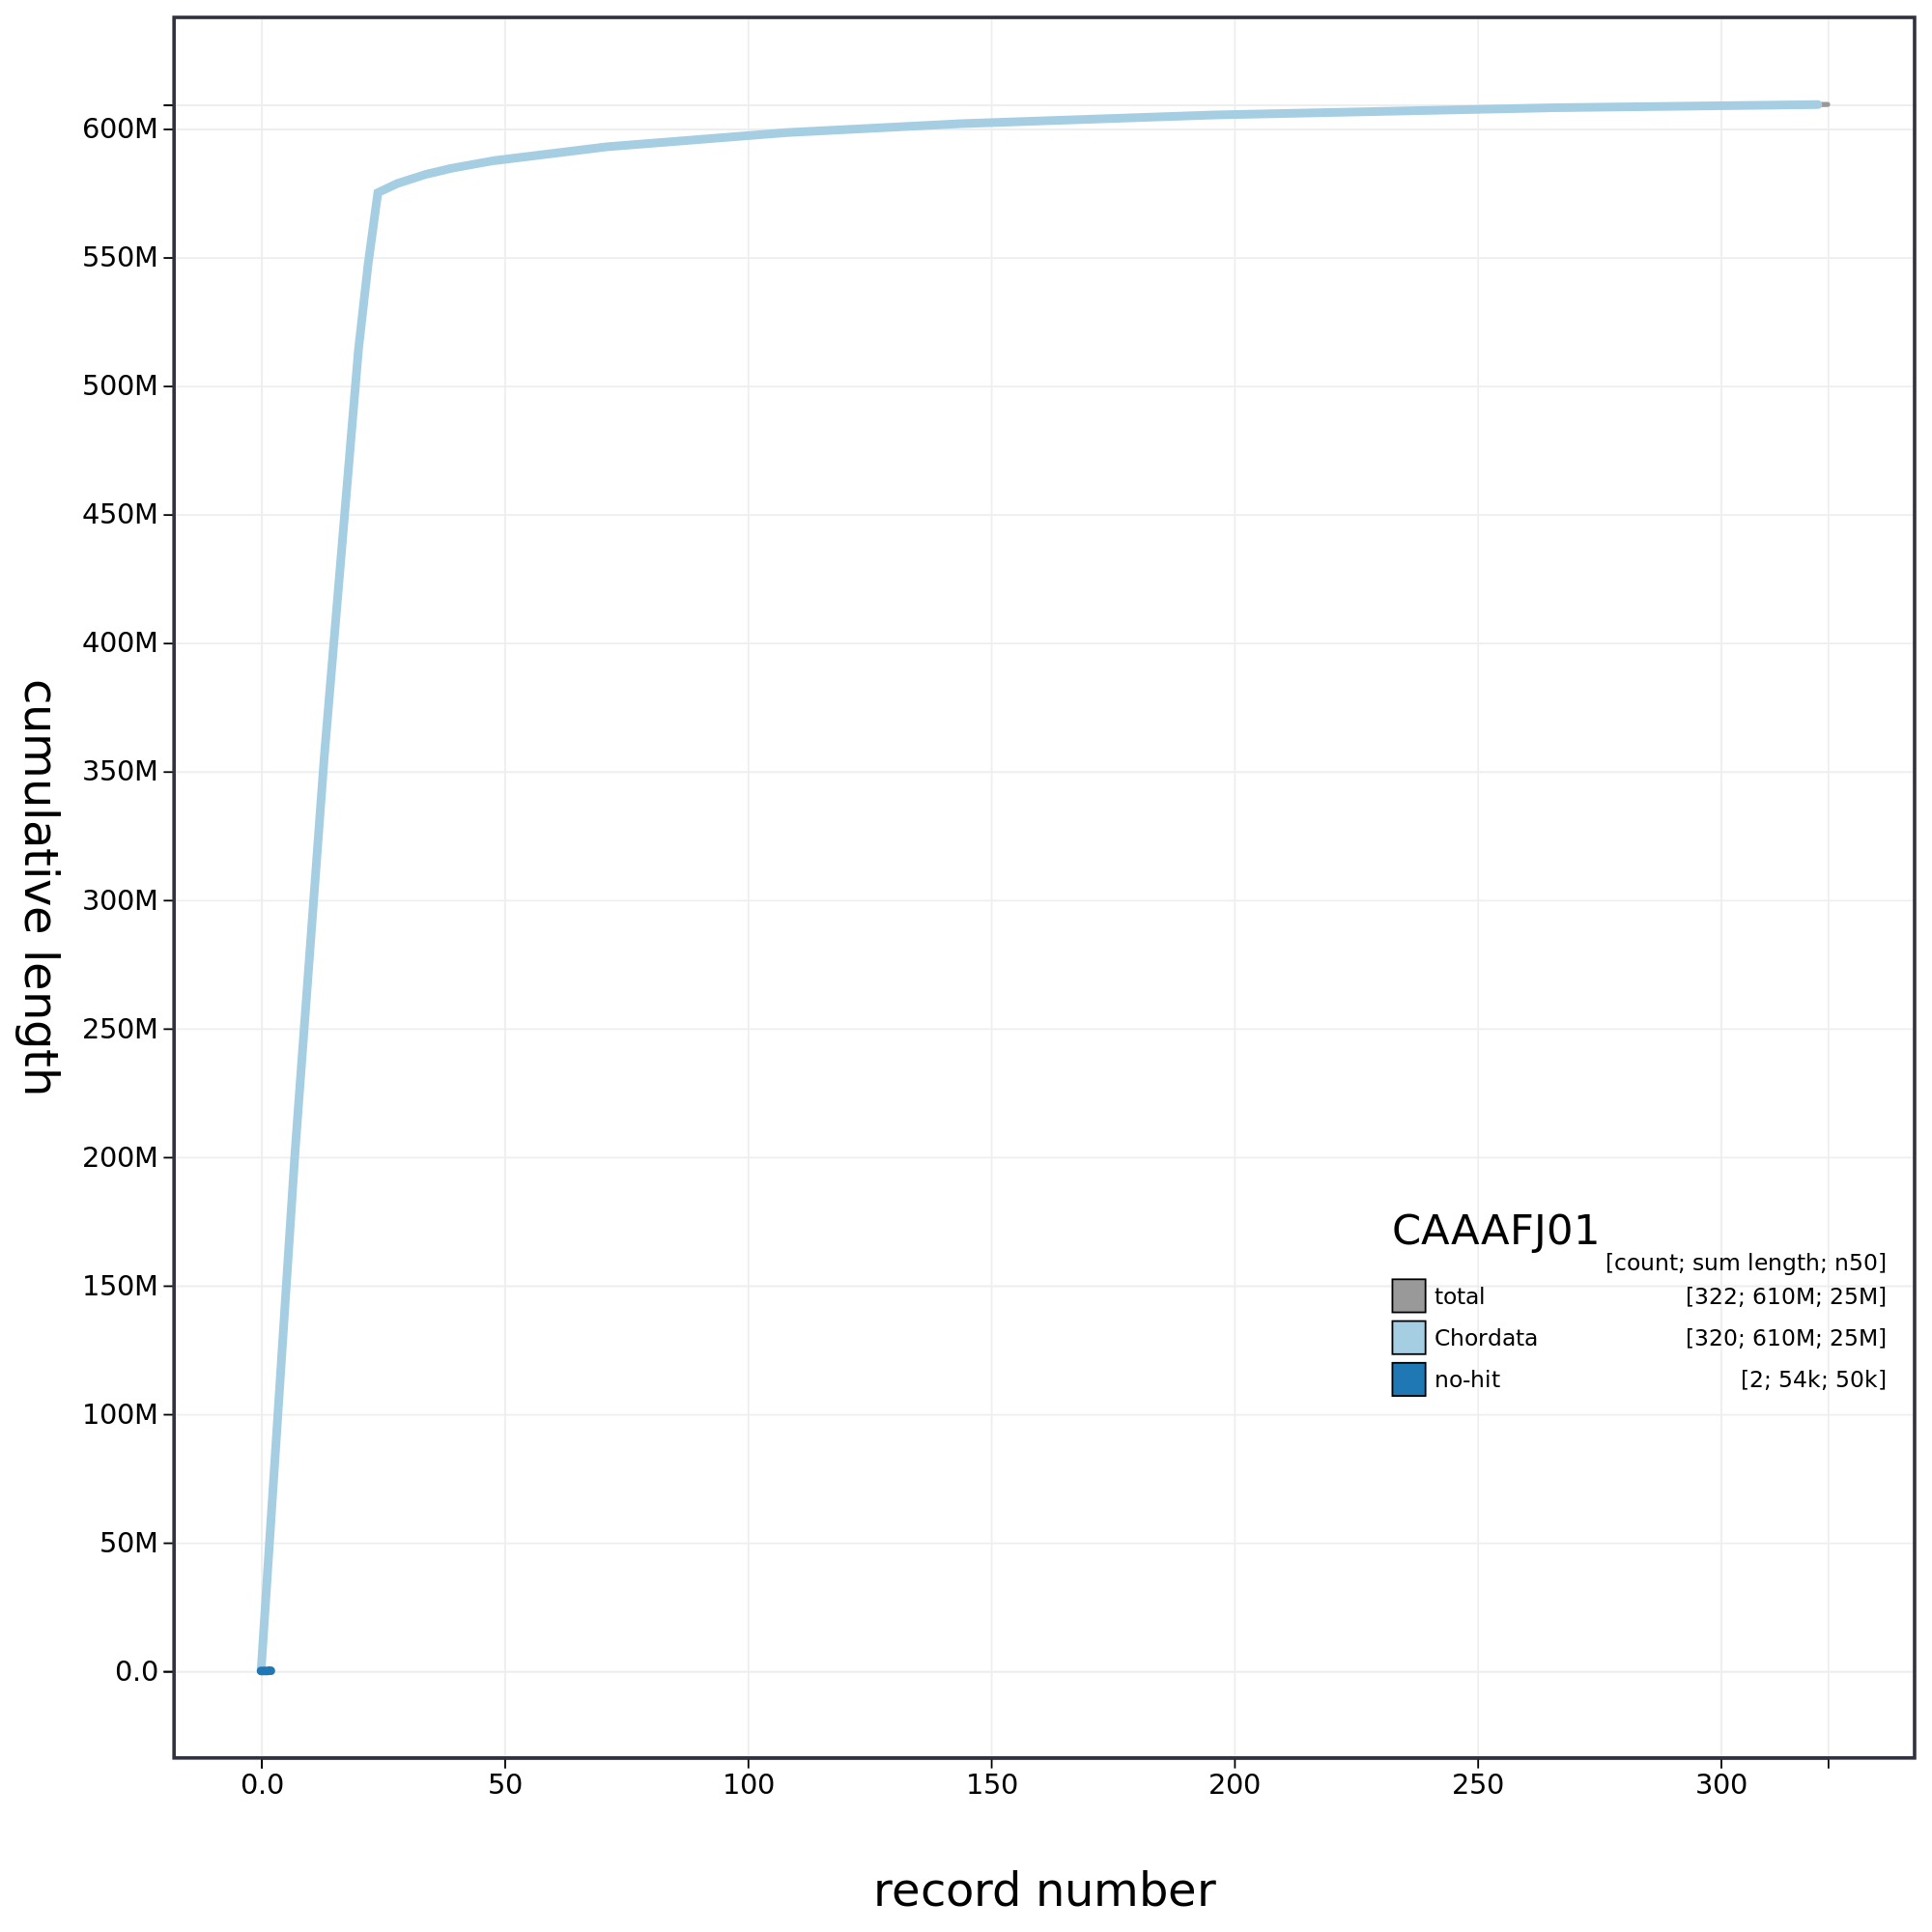 600M
550M
500M
450M
400M
350M
300M
250M
200M
150M
100M
50M
0.0
cumulative length
CAAAFJ01
[count; sum length; n50]
total [322; 610M; 25M]
Chordata [320; 610M; 25M]
no-hit [2; 54k; 50k]
0.0 50 100 150 200 250 300
record number